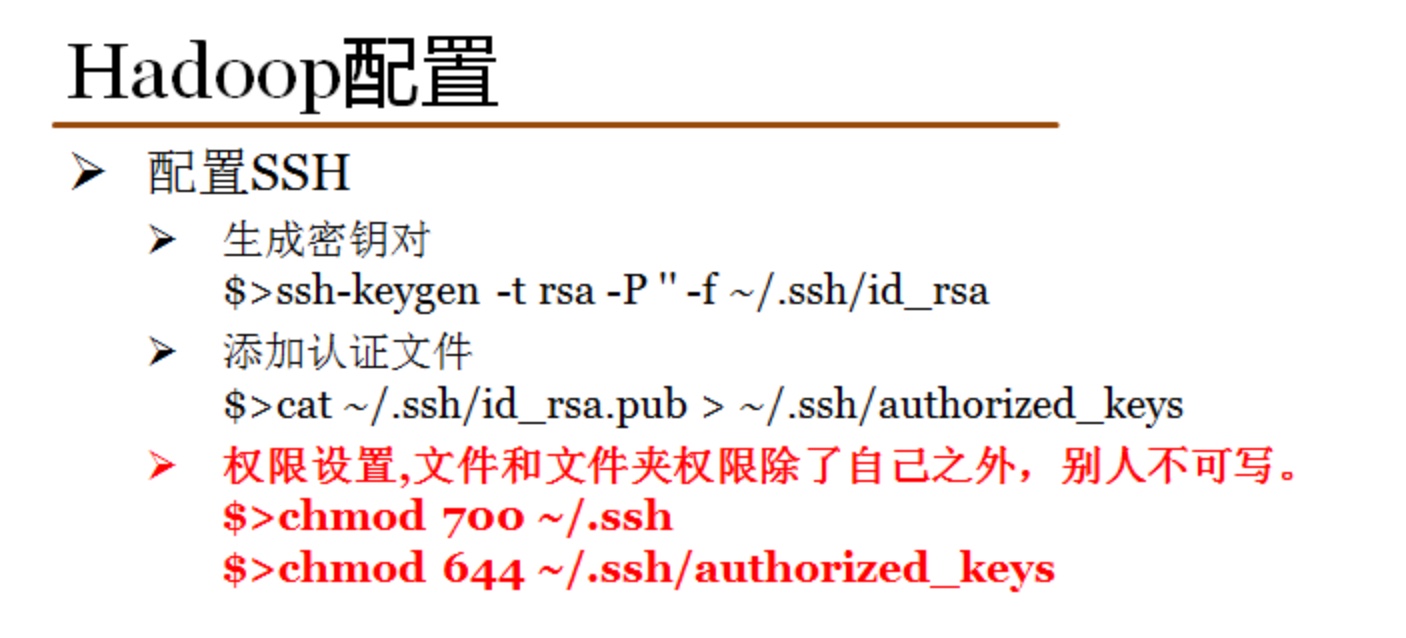 Hadoop配置
配置SSH
生成密钥对
$>ssh-keygen -t rsa -P '' -f ~/.ssh/id_rsa
添加认证文件
$>cat ~/.ssh/id_rsa.pub > ~/.ssh/authorized_keys
权限设置,文件和文件夹权限除了自己之外，别人不可写。
$>chmod 700 ~/.ssh
$>chmod 644 ~/.ssh/authorized_keys